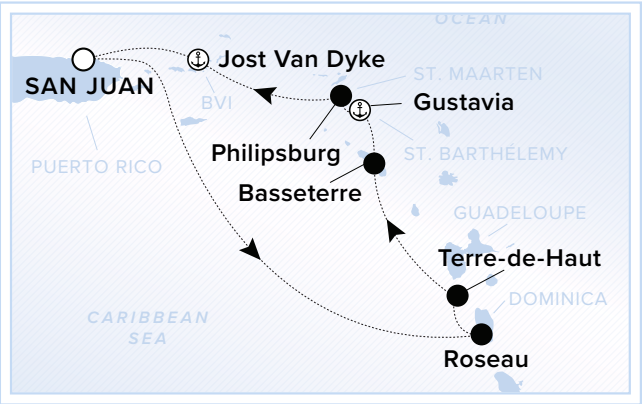 OCEAN
Jost Van Dyke
ST. MAARTEN
SAN JUAN
BVI
Gustavia
Philipsburg
ST. BARTHÉLEMY
PUERTO RICO
Basseterre
GUADELOUPE
Terre-de-Haut
DOMINICA
CARIBBEAN
SEA
Roseau